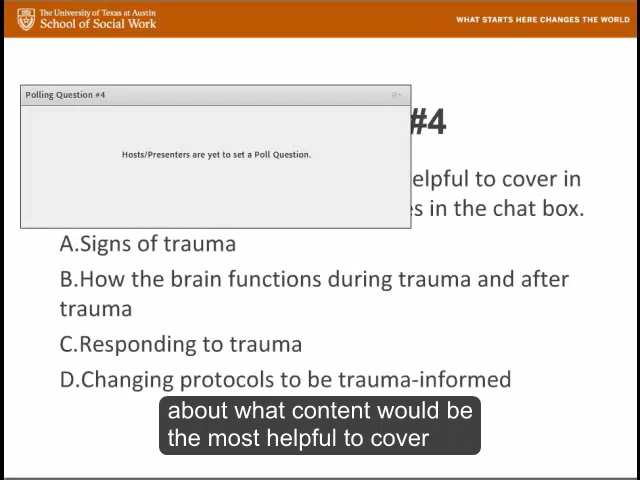 The University of Texas at Austin
School of Social Work
WHAT STARTS HERE CHANGES THE WORLD
Polling Question #4
#4
Hosts/Presenters are yet to set a Poll Question.
to cover in
in the chat box.
A.Signs of trauma
B.How the brain functions during trauma and after
trauma
C.Responding to trauma
D.Changing protocols to be trauma-informed
about what content would be
the most helpful to cover